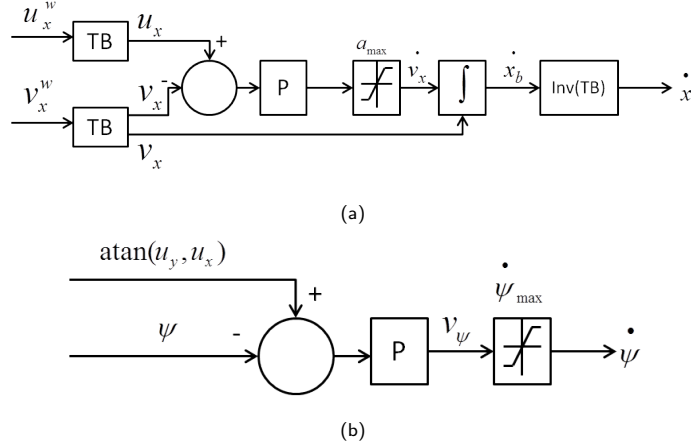 u_x^w TB u_x +
v_x^w TB v_x - P a_max v̇_x ∫ ẋ_b Inv(TB) ẋ
v_x
(a)
atan(u_y, u_x) +
ψ - P v_ψ ψ̇_max ψ̇
(b)